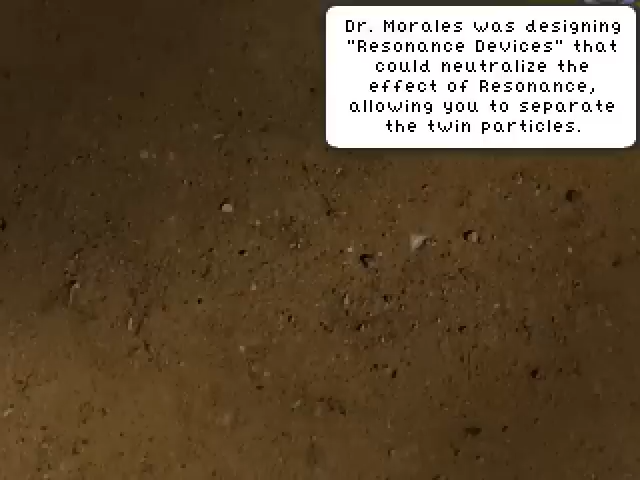 Dr. Morales was designing
"Resonance Devices" that
could neutralize the
effect of Resonance,
allowing you to separate
the twin particles.